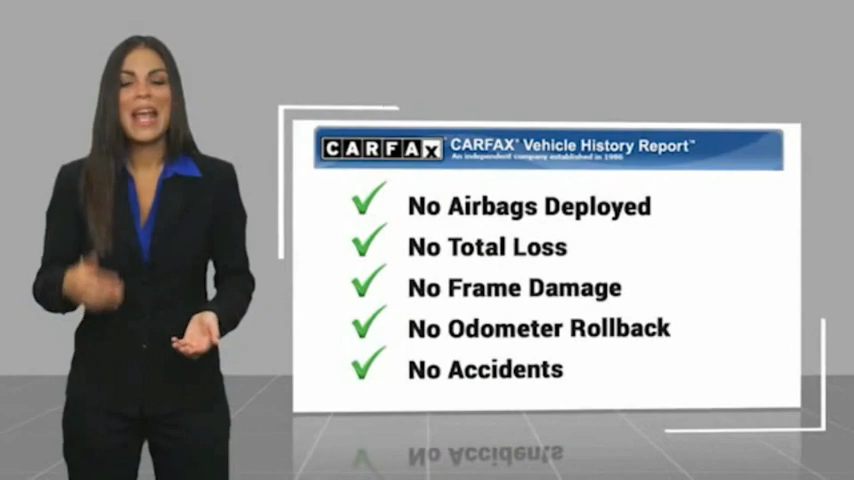 CARFAX CARFAX® Vehicle History Report™
An independent company established in 1986
No Airbags Deployed
No Total Loss
No Frame Damage
No Odometer Rollback
No Accidents
No Accidents